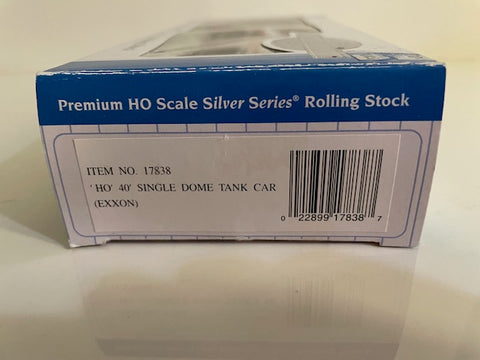 Premium HO Scale Silver Series® Rolling Stock
ITEM NO. 17838
'HO' 40' SINGLE DOME TANK CAR
(EXXON)
0 22899 17838 7